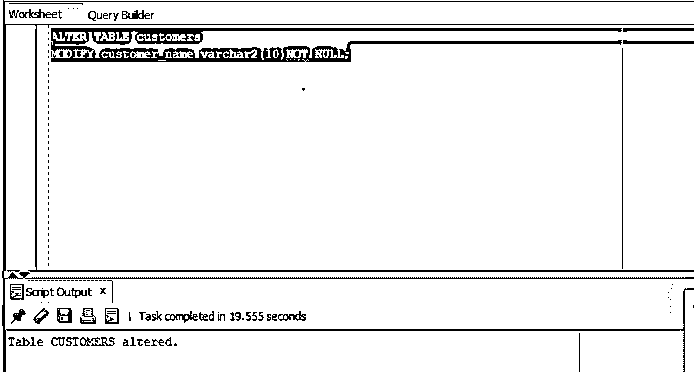 Worksheet Query Builder
ALTER TABLE customers
MODIFY customer_name varchar2(10)NOT NULL;
Script Output x
Task completed in 19.555 seconds
Table CUSTOMERS altered.